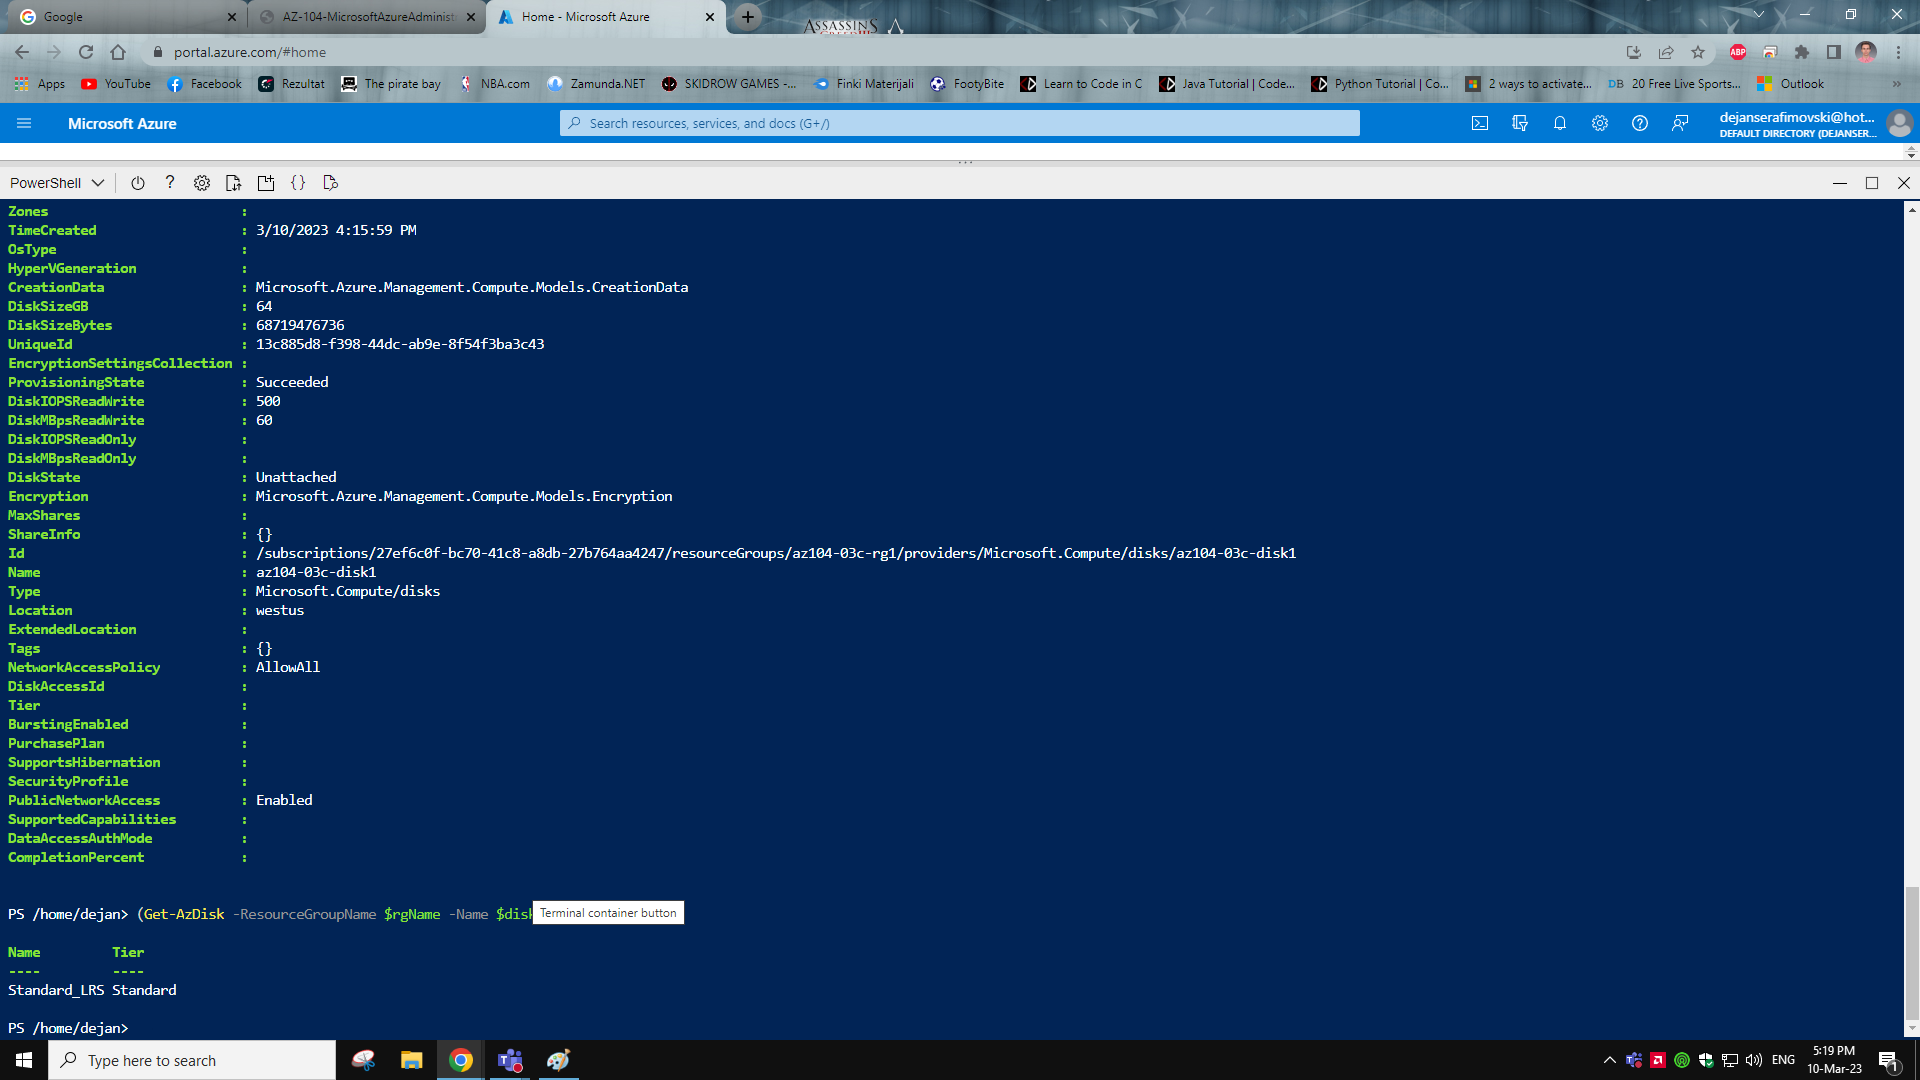 Google
AZ-104-MicrosoftAzureAdminist
Home - Microsoft Azure
ASSASSINS
portal.azure.com/#home
ABP
Apps
YouTube
Facebook
Rezultat
The pirate bay
NBA.com
Zamunda.NET
SKIDROW GAMES -...
Finki Materijali
FootyBite
Learn to Code in C
Java Tutorial | Code...
Python Tutorial | Co...
2 ways to activate...
DB 20 Free Live Sports...
Outlook
»
Microsoft Azure
Search resources, services, and docs (G+/)
dejanserafimovski@hot...
DEFAULT DIRECTORY (DEJANSER...
PowerShell
Zones :
TimeCreated : 3/10/2023 4:15:59 PM
OsType :
HyperVGeneration :
CreationData : Microsoft.Azure.Management.Compute.Models.CreationData
DiskSizeGB : 64
DiskSizeBytes : 68719476736
UniqueId : 13c885d8-f398-44dc-ab9e-8f54f3ba3c43
EncryptionSettingsCollection :
ProvisioningState : Succeeded
DiskIOPSReadWrite : 500
DiskMBpsReadWrite : 60
DiskIOPSReadOnly :
DiskMBpsReadOnly :
DiskState : Unattached
Encryption : Microsoft.Azure.Management.Compute.Models.Encryption
MaxShares :
ShareInfo : {}
Id : /subscriptions/27ef6c0f-bc70-41c8-a8db-27b764aa4247/resourceGroups/az104-03c-rg1/providers/Microsoft.Compute/disks/az104-03c-disk1
Name : az104-03c-disk1
Type : Microsoft.Compute/disks
Location : westus
ExtendedLocation :
Tags : {}
NetworkAccessPolicy : AllowAll
DiskAccessId :
Tier :
BurstingEnabled :
PurchasePlan :
SupportsHibernation :
SecurityProfile :
PublicNetworkAccess : Enabled
SupportedCapabilities :
DataAccessAuthMode :
CompletionPercent :
PS /home/dejan> (Get-AzDisk -ResourceGroupName $rgName -Name $disk
Terminal container button
Name Tier
---- ----
Standard_LRS Standard
PS /home/dejan>
Type here to search
ENG
5:19 PM
10-Mar-23
1